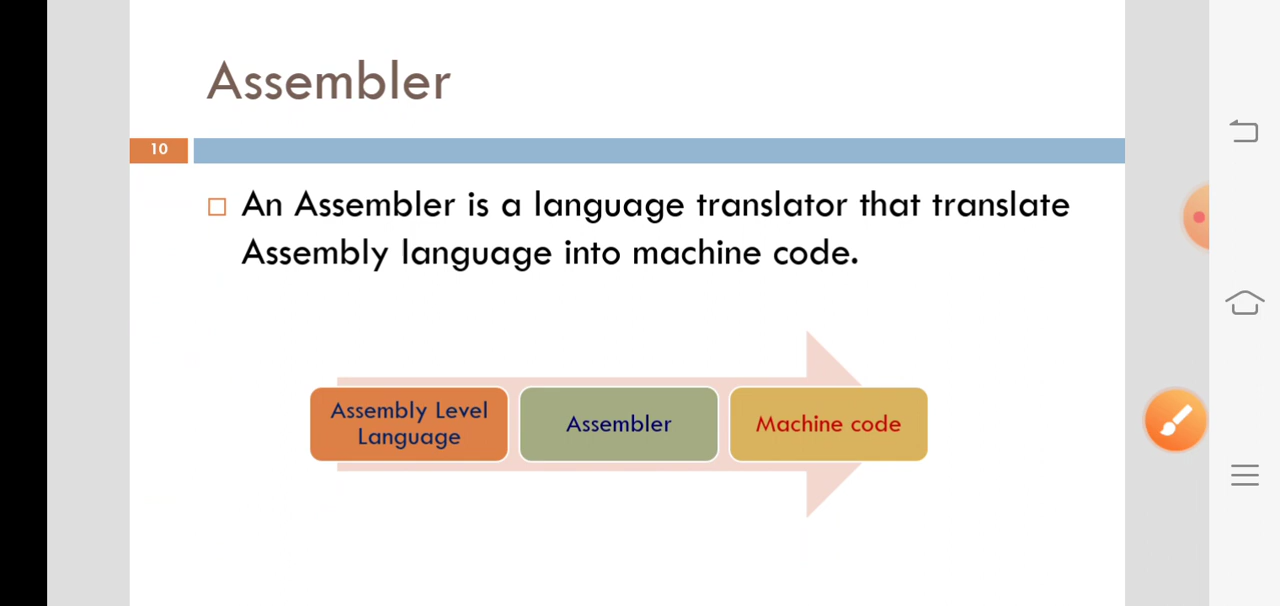 Assembler
10
An Assembler is a language translator that translate
Assembly language into machine code.
Assembly Level
Language
Assembler
Machine code